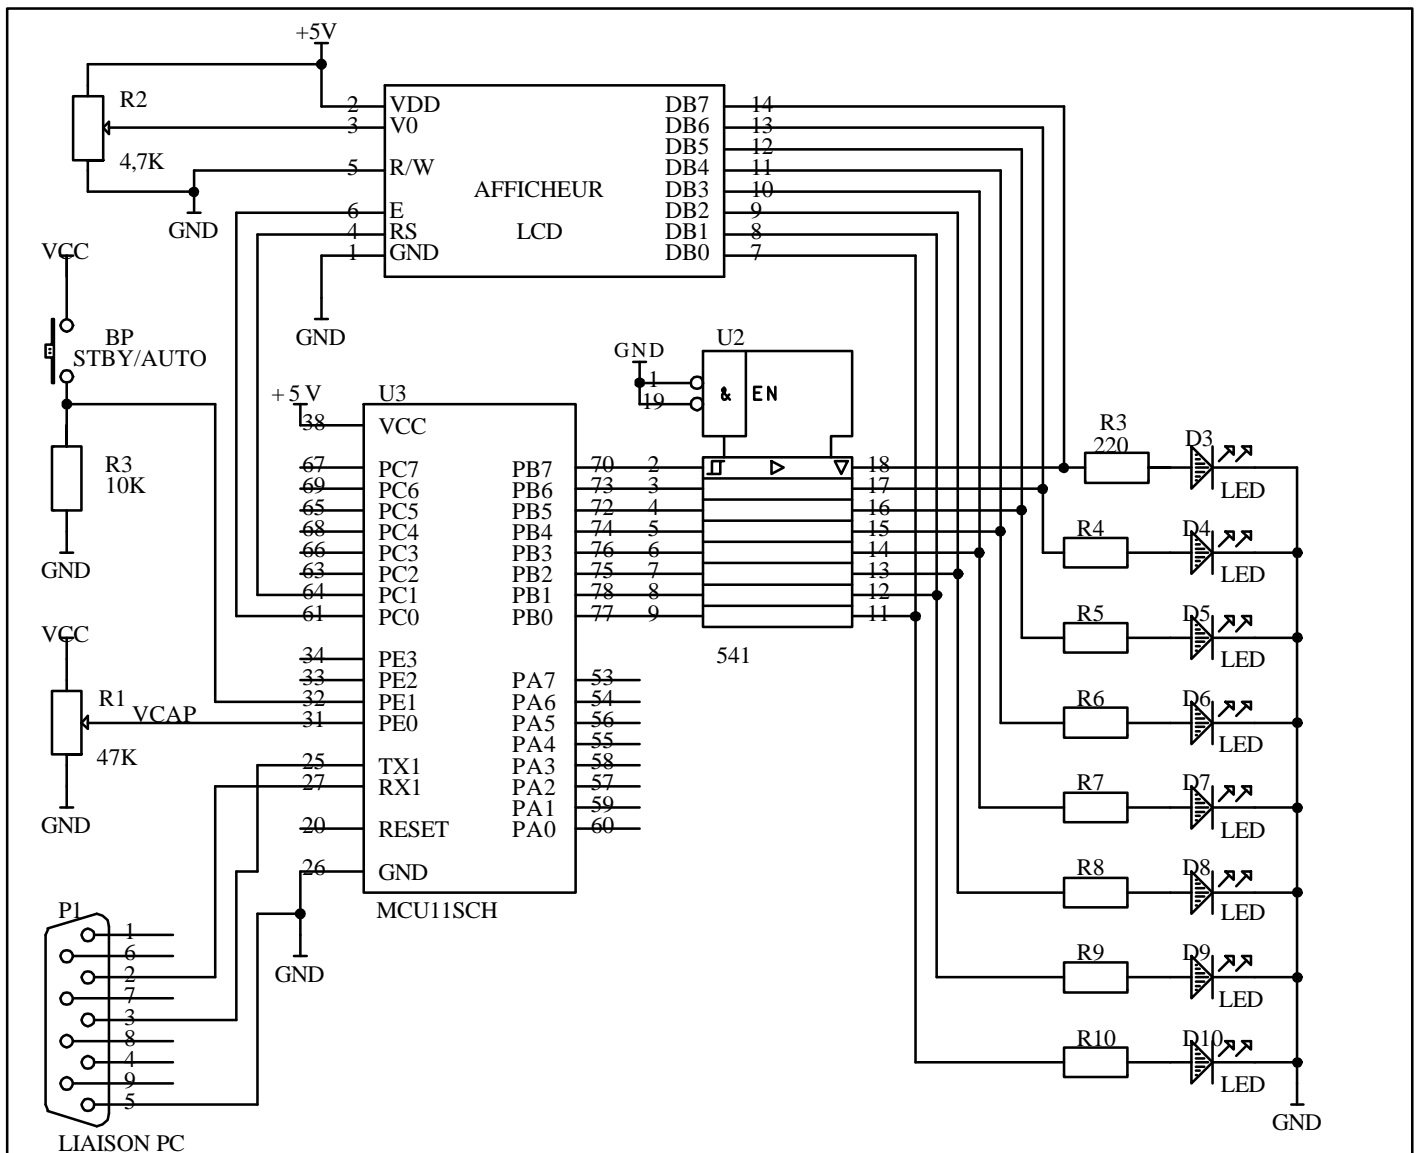 +5V
R2
4,7K
GND
2 VDD
3 V0
5 R/W
6 E
4 RS
1 GND
AFFICHEUR
LCD
DB7 14
DB6 13
DB5 12
DB4 11
DB3 10
DB2 9
DB1 8
DB0 7
GND
VCC
BP
STBY/AUTO
R3
10K
GND
VCC
R1
VCAP
47K
GND
+5V
U3
38 VCC
67 PC7
69 PC6
65 PC5
68 PC4
66 PC3
63 PC2
64 PC1
61 PC0
34 PE3
33 PE2
32 PE1
31 PE0
25 TX1
27 RX1
20 RESET
26 GND
PB7 70
PB6 73
PB5 72
PB4 74
PB3 76
PB2 75
PB1 78
PB0 77
PA7 53
PA6 54
PA5 56
PA4 55
PA3 58
PA2 57
PA1 59
PA0 60
MCU11SCH
GND
U2
GND
1
19
& EN
2 18
3 17
4 16
5 15
6 14
7 13
8 12
9 11
541
R3
220
D3
LED
R4
D4
LED
R5
D5
LED
R6
D6
LED
R7
D7
LED
R8
D8
LED
R9
D9
LED
R10
D10
LED
GND
P1
1
6
2
7
3
8
4
9
5
LIAISON PC